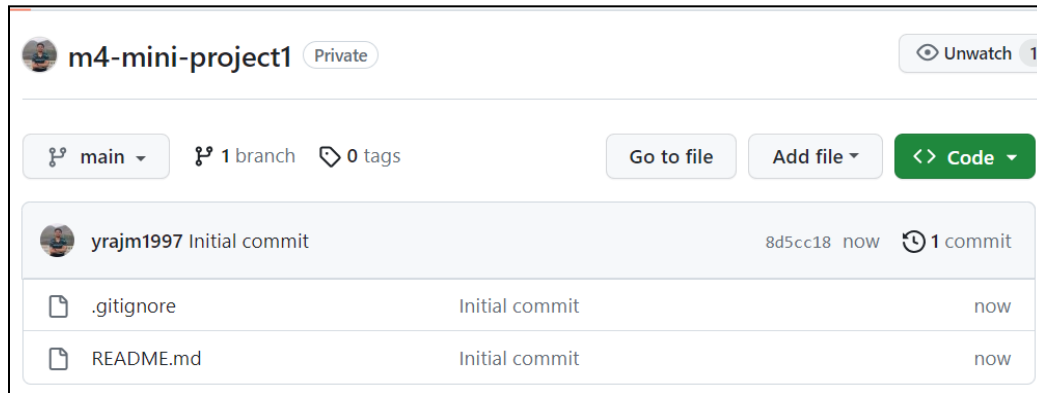 m4-mini-project1 Private Unwatch 1
main 1 branch 0 tags Go to file Add file <> Code
yrajm1997 Initial commit 8d5cc18 now 1 commit
.gitignore Initial commit now
README.md Initial commit now